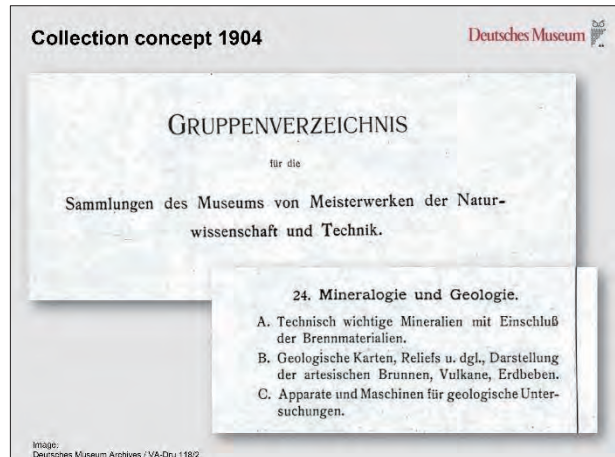 Collection concept 1904
Deutsches Museum
GRUPPENVERZEICHNIS
für die
Sammlungen des Museums von Meisterwerken der Natur-
wissenschaft und Technik.
24. Mineralogie und Geologie.
A. Technisch wichtige Mineralien mit Einschluß
der Brennmaterialien.
B. Geologische Karten, Reliefs u. dgl., Darstellung
der artesischen Brunnen, Vulkane, Erdbeben.
C. Apparate und Maschinen für geologische Unter-
suchungen.
Image:
Deutsches Museum Archives / VA-Dru 118/2